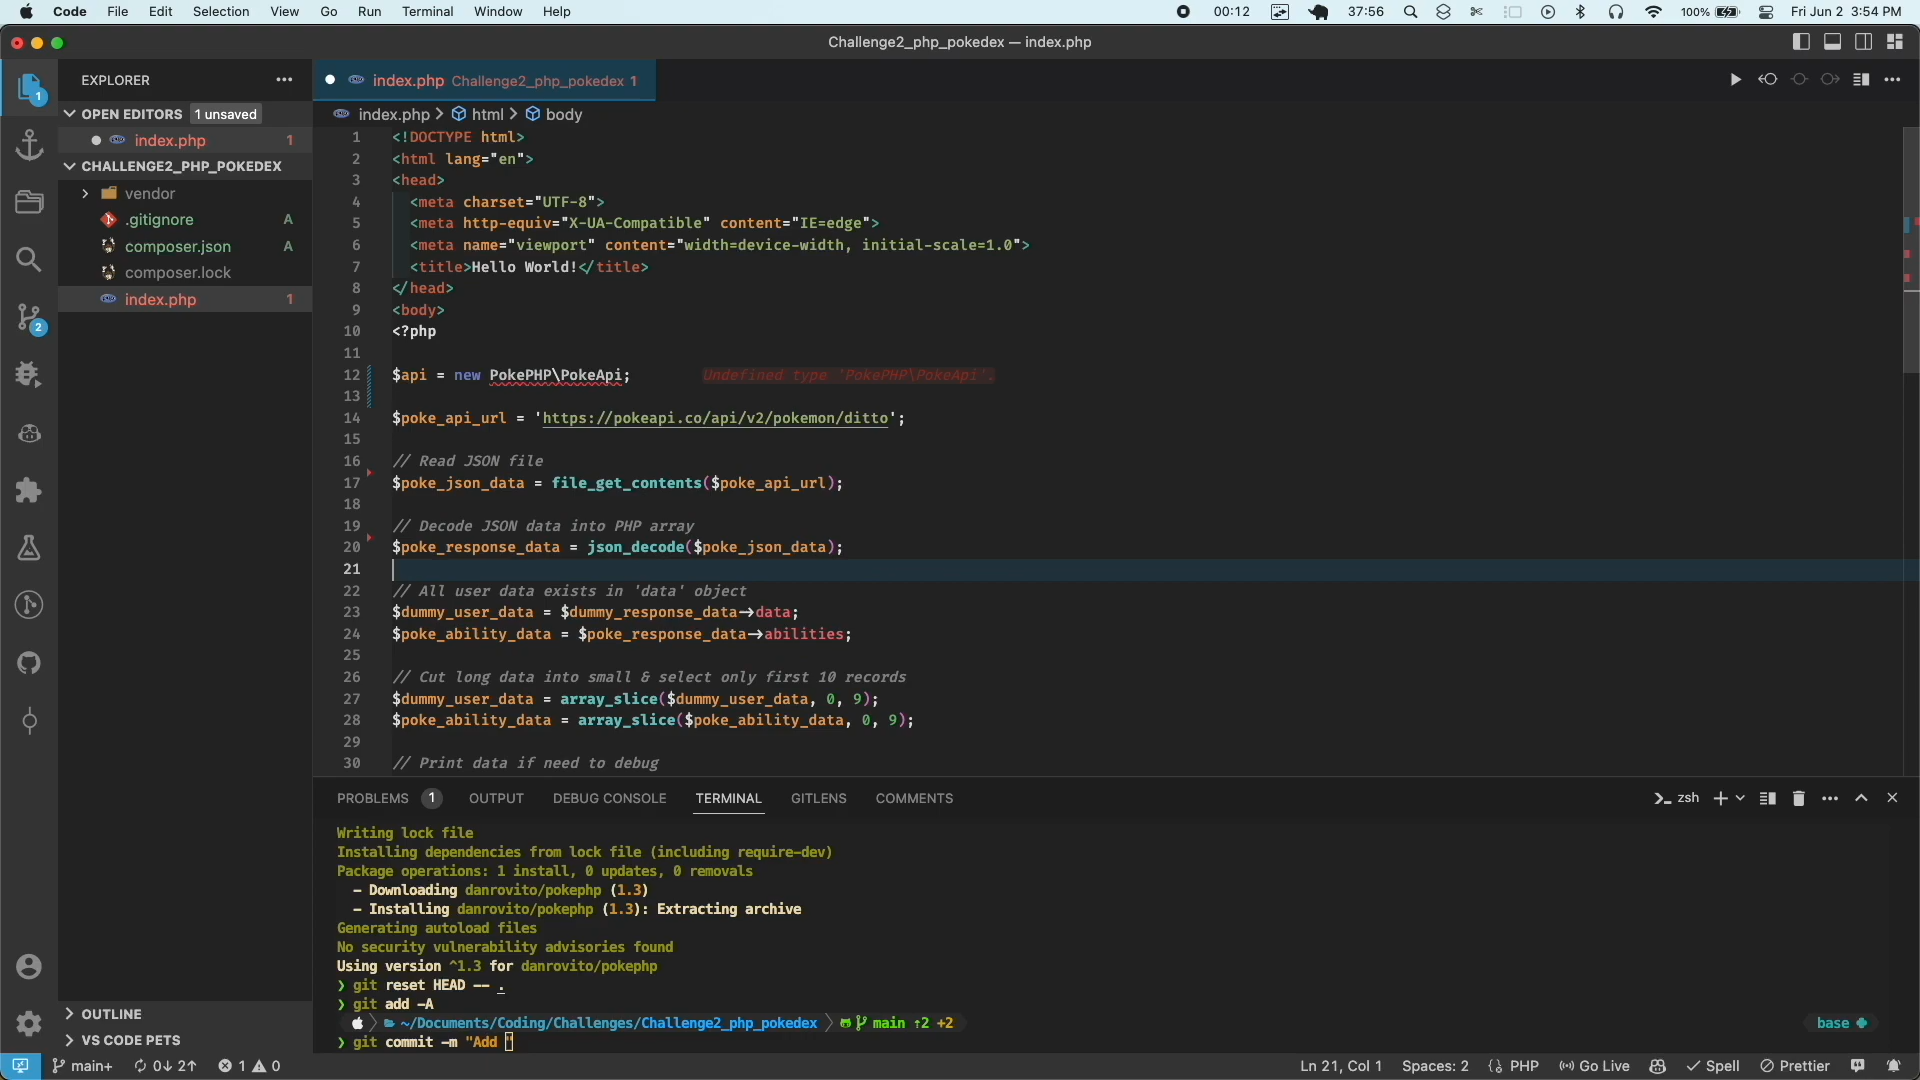 Code File Edit Selection View Go Run Terminal Window Help 00:12 37:56 100% Fri Jun 2 3:54 PM
Challenge2_php_pokedex — index.php
EXPLORER
index.php Challenge2_php_pokedex 1
1
OPEN EDITORS 1 unsaved
index.php > html > body
index.php 1
CHALLENGE2_PHP_POKEDEX
vendor
.gitignore A
composer.json A
composer.lock
index.php 1
2
1 <!DOCTYPE html>
2 <html lang="en">
3 <head>
4 <meta charset="UTF-8">
5 <meta http-equiv="X-UA-Compatible" content="IE=edge">
6 <meta name="viewport" content="width=device-width, initial-scale=1.0">
7 <title>Hello World!</title>
8 </head>
9 <body>
10 <?php
11
12 $api = new PokePHP\PokeApi; Undefined type 'PokePHP\PokeApi'.
13
14 $poke_api_url = 'https://pokeapi.co/api/v2/pokemon/ditto';
15
16 // Read JSON file
17 $poke_json_data = file_get_contents($poke_api_url);
18
19 // Decode JSON data into PHP array
20 $poke_response_data = json_decode($poke_json_data);
21
22 // All user data exists in 'data' object
23 $dummy_user_data = $dummy_response_data->data;
24 $poke_ability_data = $poke_response_data->abilities;
25
26 // Cut long data into small & select only first 10 records
27 $dummy_user_data = array_slice($dummy_user_data, 0, 9);
28 $poke_ability_data = array_slice($poke_ability_data, 0, 9);
29
30 // Print data if need to debug
PROBLEMS 1 OUTPUT DEBUG CONSOLE TERMINAL GITLENS COMMENTS zsh
Writing lock file
Installing dependencies from lock file (including require-dev)
Package operations: 1 install, 0 updates, 0 removals
- Downloading danrovito/pokephp (1.3)
- Installing danrovito/pokephp (1.3): Extracting archive
Generating autoload files
No security vulnerability advisories found
Using version ^1.3 for danrovito/pokephp
❯ git reset HEAD -- .
❯ git add -A
~/Documents/Coding/Challenges/Challenge2_php_pokedex main ⇡2 +2 base
❯ git commit -m "Add "
OUTLINE
VS CODE PETS
main+ 0↓ 2↑ 1 0 Ln 21, Col 1 Spaces: 2 PHP Go Live Spell Prettier